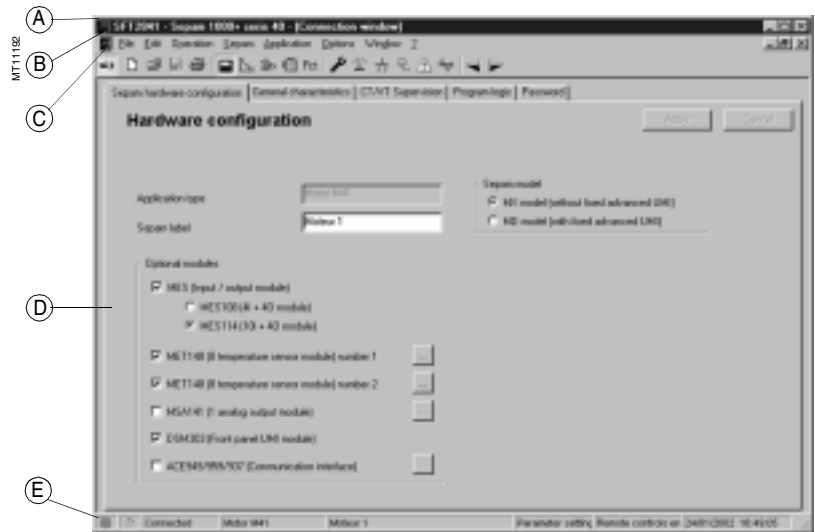 A
SFT2841 - Sepam 1000+ serie 40 - [Connection window]
B
MT11192
File Edit Operation Sepam Application Options Window ?
C
Sepam hardware configuration General characteristics CT/VT Supervision Program logic Password
Hardware configuration
Apply Cancel
Application type
Sepam label Moteur 1
Sepam model
NX model (without fixed advanced UMI)
MD model (with fixed advanced UMI)
Optional modules
MES (Input / output module)
MES108 (4I + 4O module)
MES114 (10I + 4O module)
D
MET148 (8 temperature sensor module) number 1
...
MET148 (8 temperature sensor module) number 2
...
MSA141 (1 analog output module)
...
DSM303 (Front panel UMI module)
ACE949/959/937 (Communication interface)
E
Connected Motor M41 Moteur 1 Parameter setting Remote controls en 24/01/2002 16:49:05